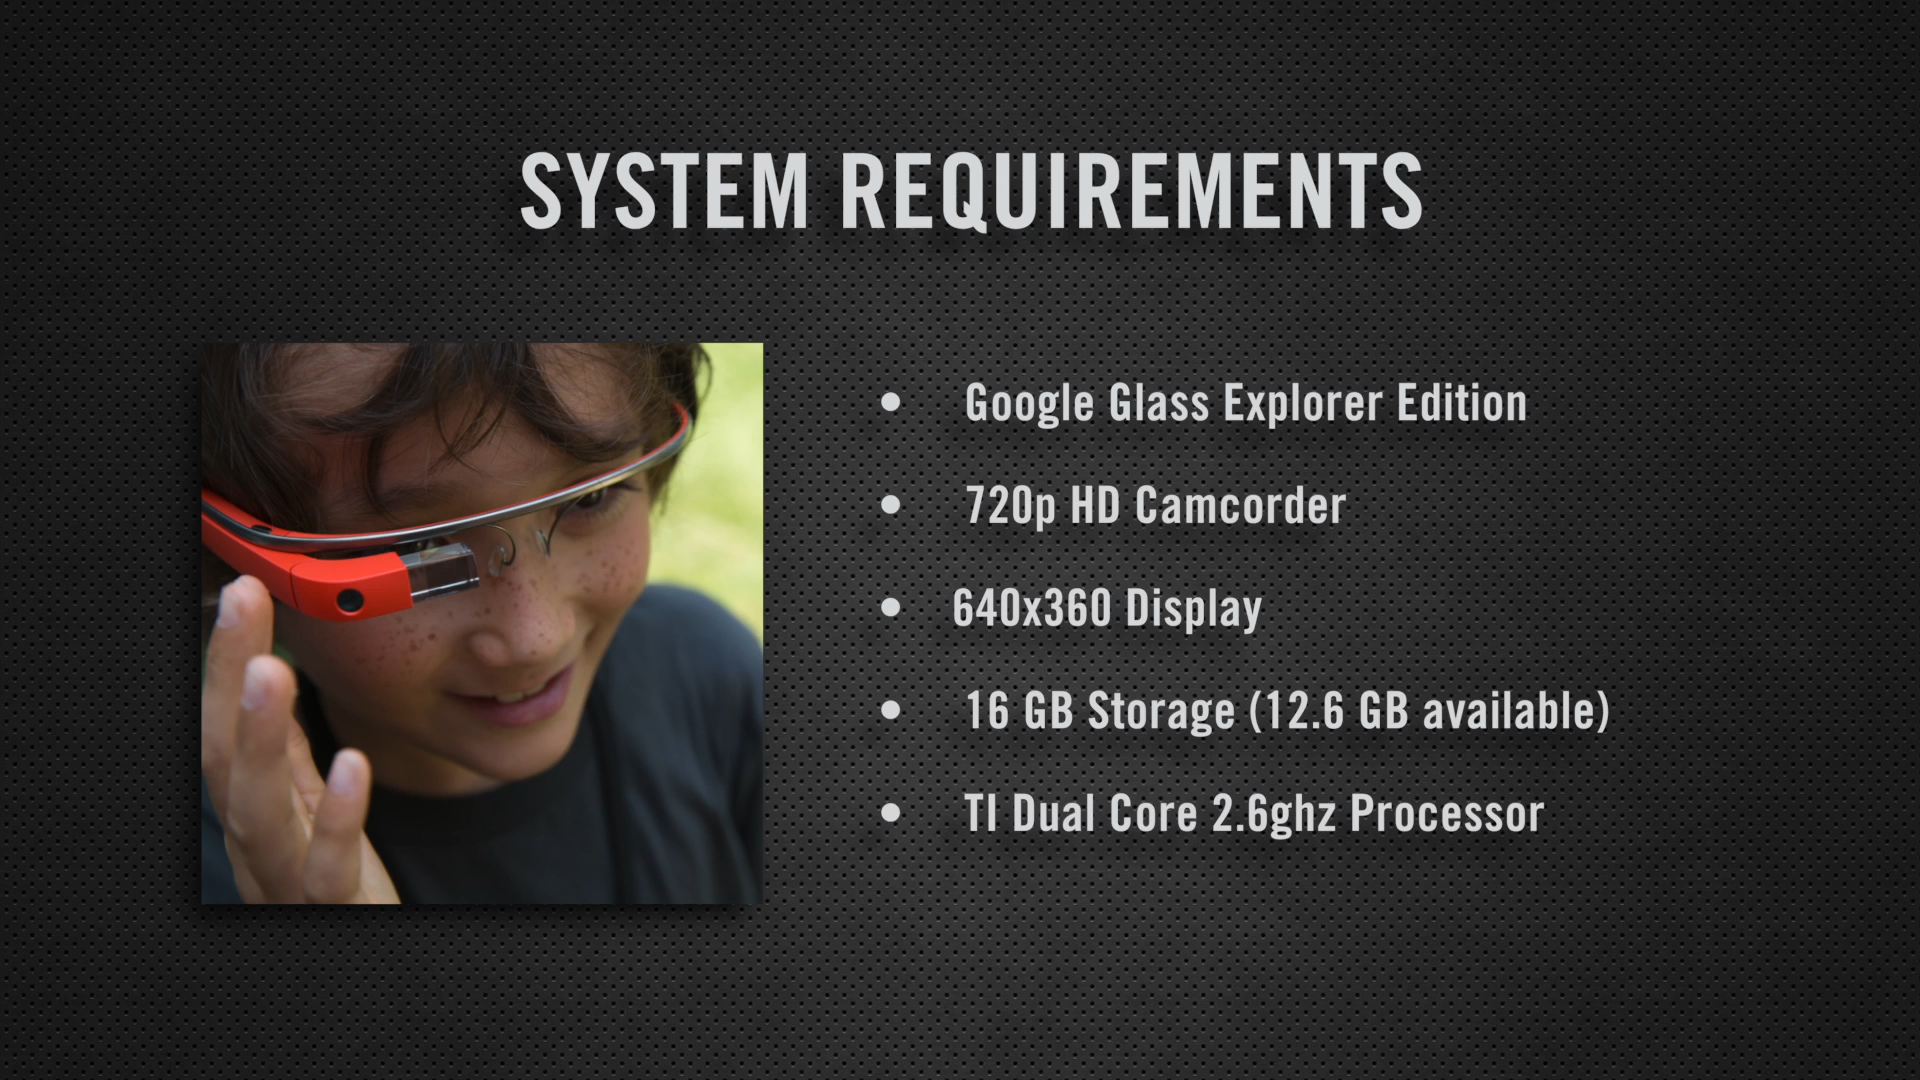 SYSTEM REQUIREMENTS
• Google Glass Explorer Edition
• 720p HD Camcorder
• 640x360 Display
• 16 GB Storage (12.6 GB available)
• TI Dual Core 2.6ghz Processor